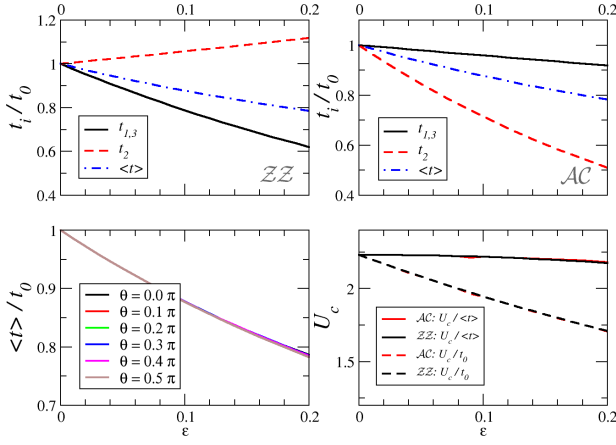 0 ε 0.1 0.2
1.2
1
0.8
0.6
0.4
t_i / t_0
t_{1,3}
t_2
<t>
ZZ
0 ε 0.1 0.2
1
0.8
0.6
0.4
t_i / t_0
t_{1,3}
t_2
<t>
AC
1
0.9
0.8
0.7
<t> / t_0
θ = 0.0 π
θ = 0.1 π
θ = 0.2 π
θ = 0.3 π
θ = 0.4 π
θ = 0.5 π
0 0.1 0.2
ε
2
1.5
U_c
AC: U_c / <t>
ZZ: U_c / <t>
AC: U_c / t_0
ZZ: U_c / t_0
0 0.1 0.2
ε